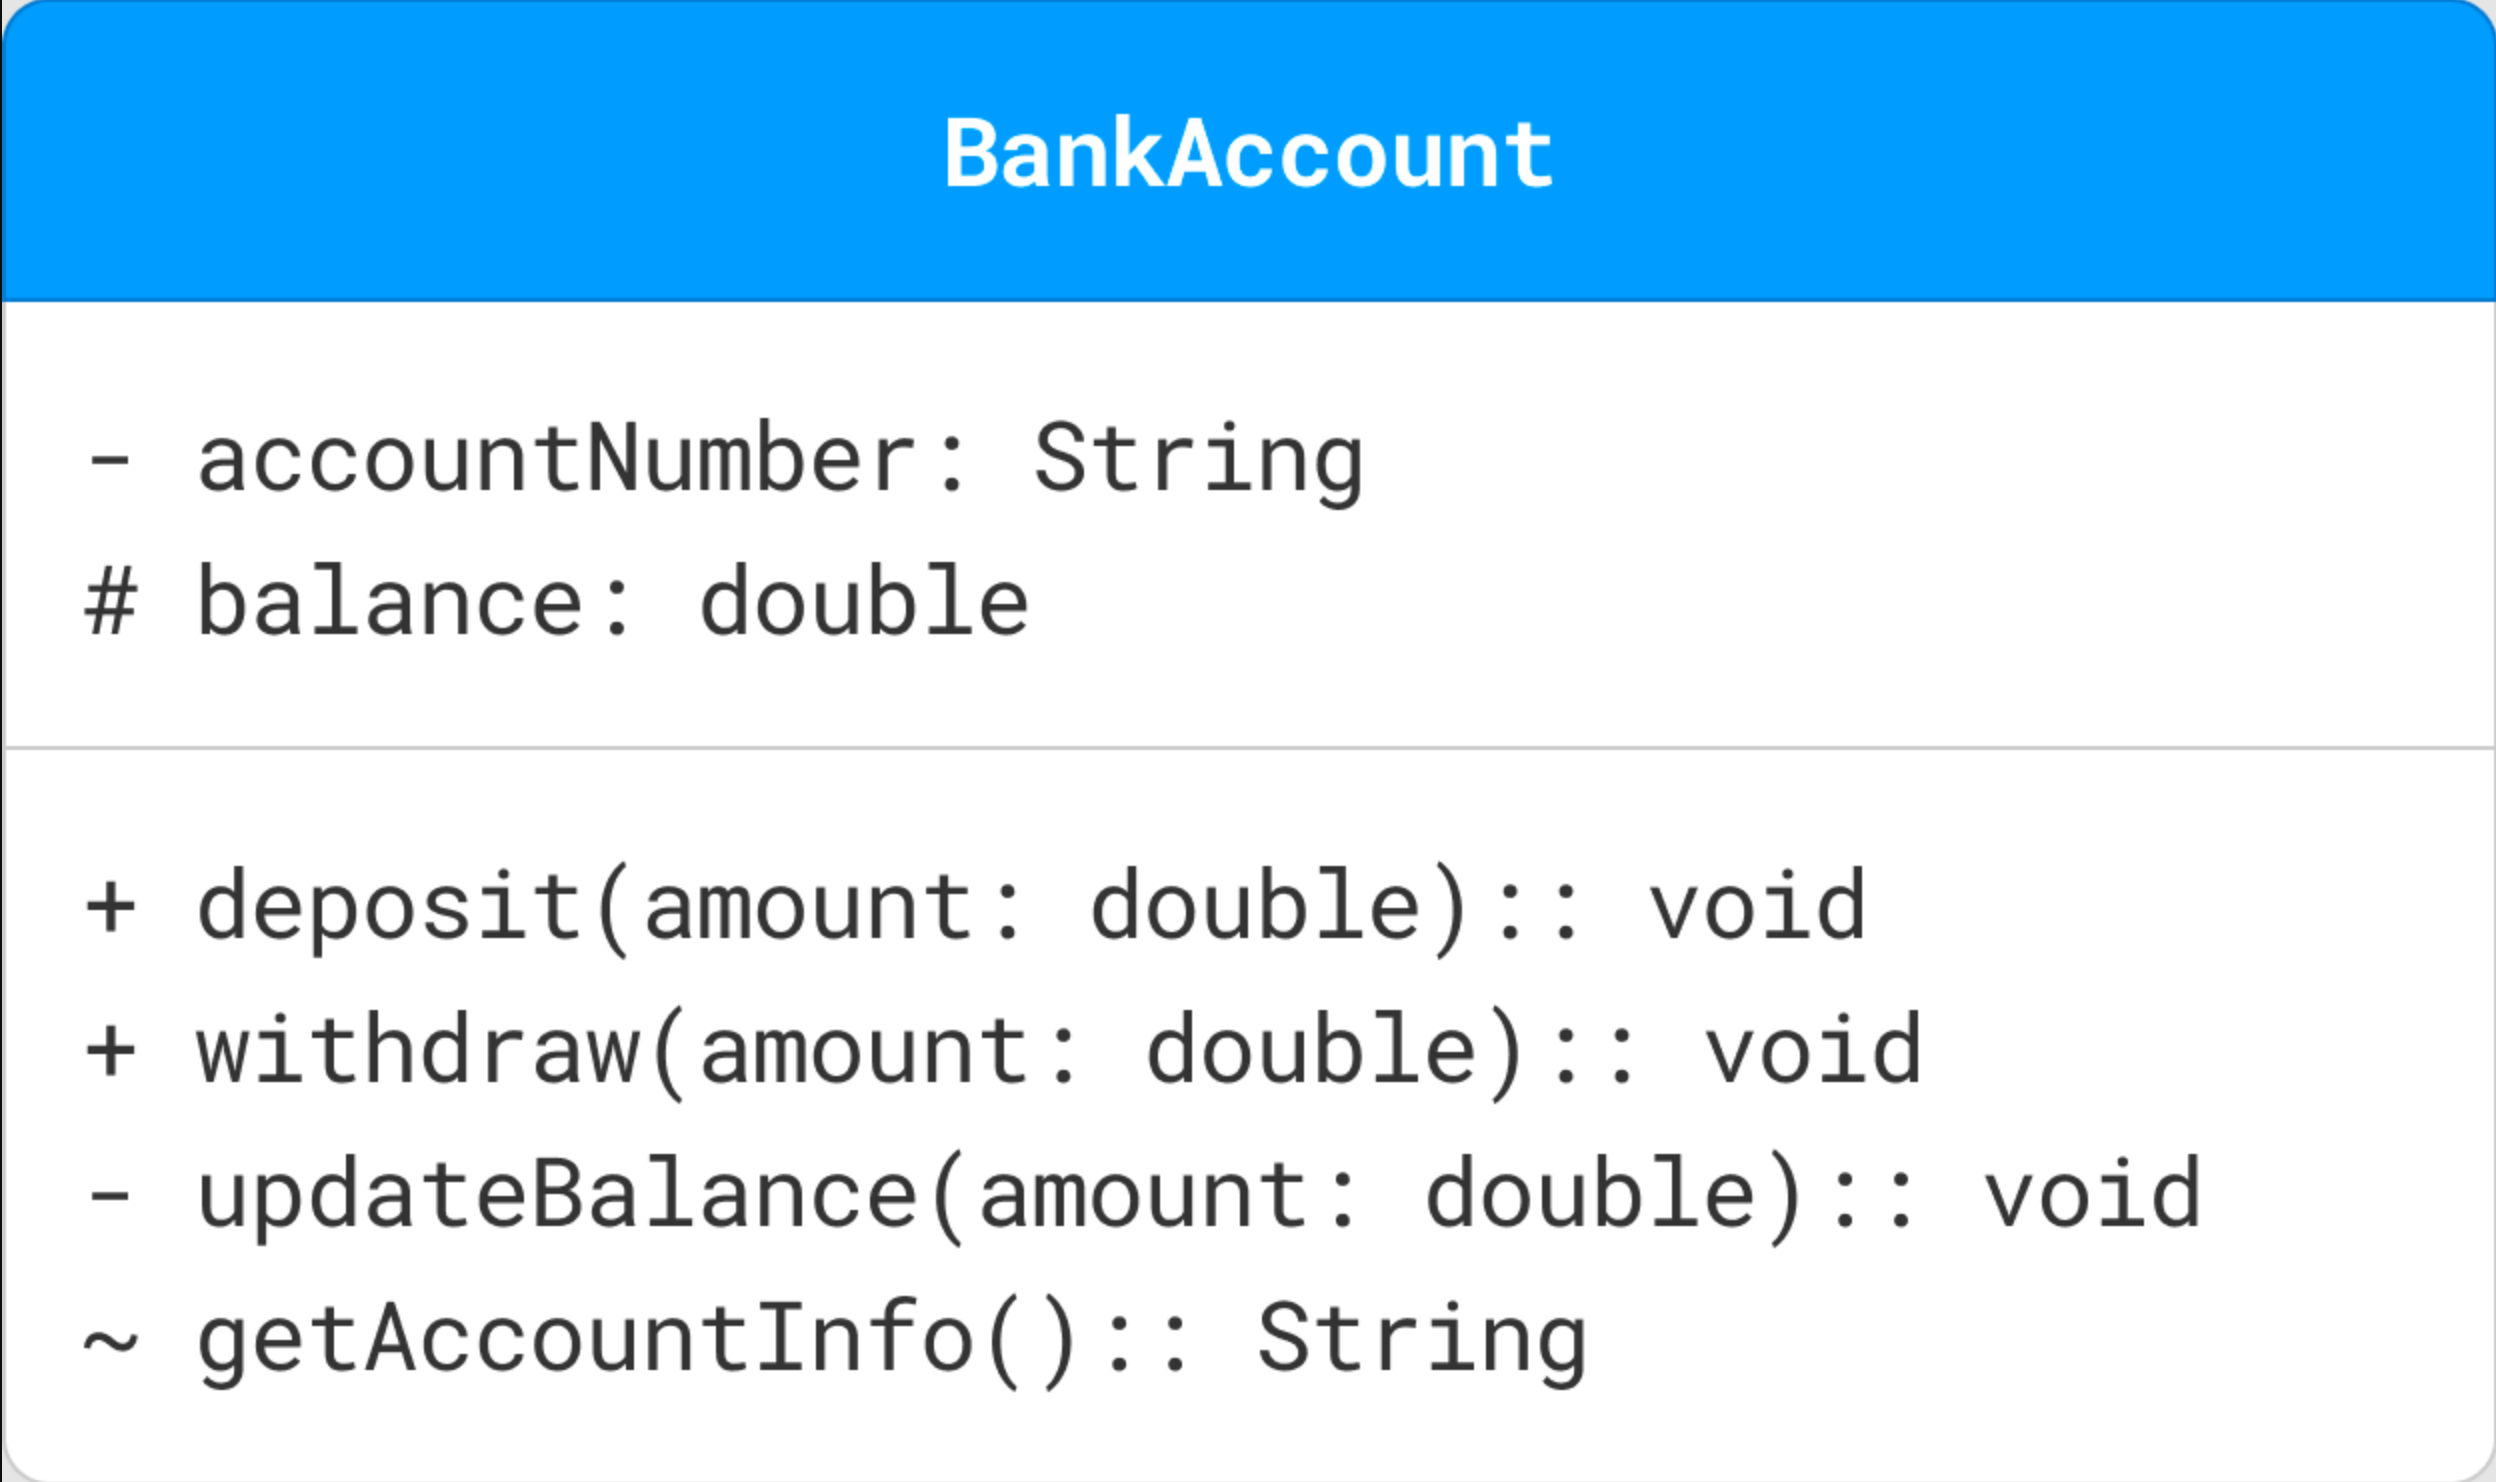 BankAccount
- accountNumber: String
# balance: double
+ deposit(amount: double):: void
+ withdraw(amount: double):: void
- updateBalance(amount: double):: void
~ getAccountInfo():: String